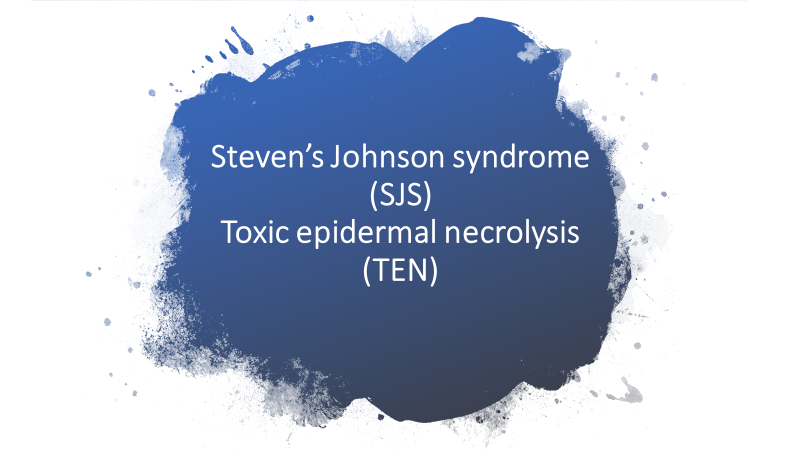 Steven’s Johnson syndrome
(SJS)
Toxic epidermal necrolysis
(TEN)